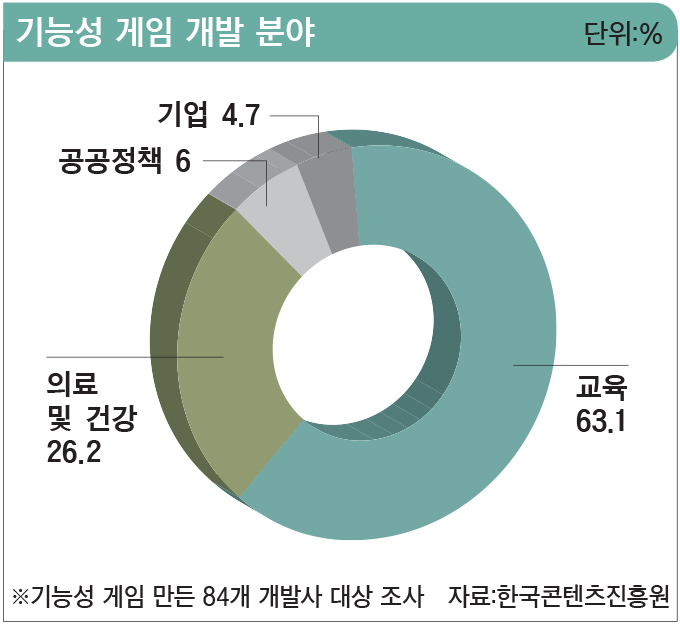 기능성 게임 개발 분야
단위:%
기업 4.7
공공정책 6
의료
및 건강
26.2
교육
63.1
※기능성 게임 만든 84개 개발사 대상 조사 자료:한국콘텐츠진흥원